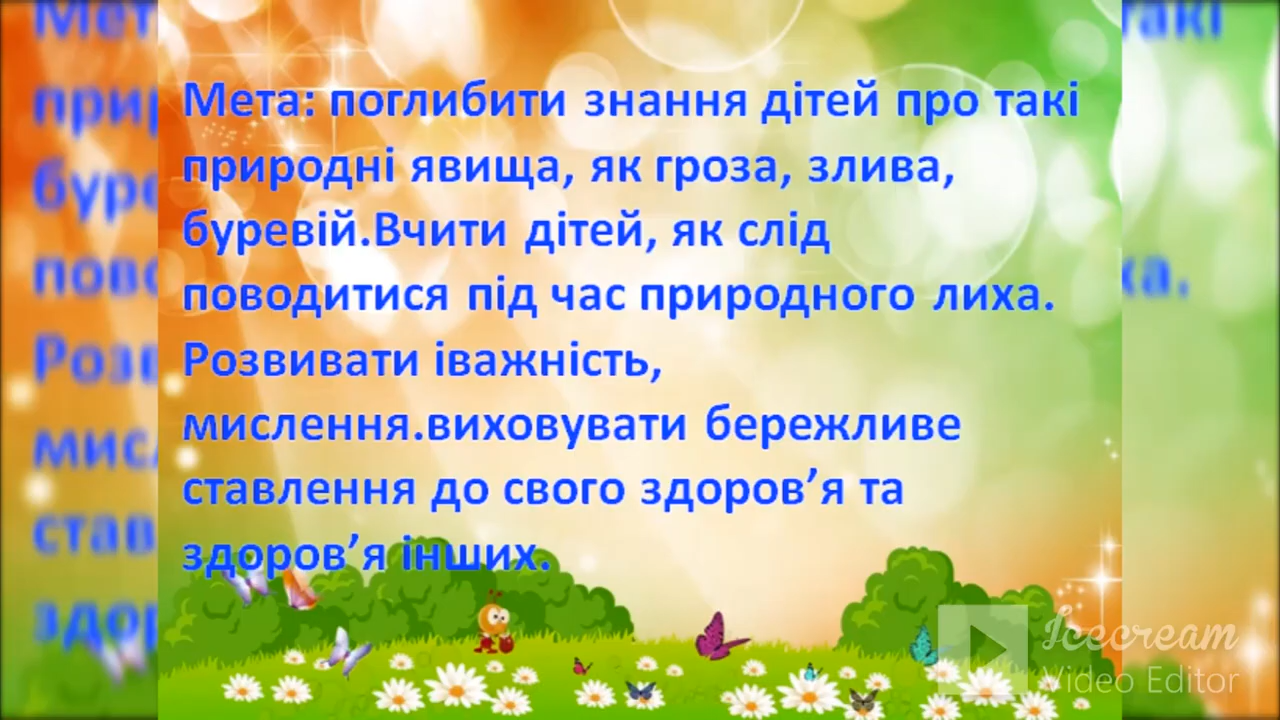 Мета: поглибити знання дітей про такі
природні явища, як гроза, злива,
буревій.Вчити дітей, як слід
поводитися під час природного лиха.
Розвивати іважність,
мислення.виховувати бережливе
ставлення до свого здоров’я та
здоров’я інших.
Icecream
Video Editor